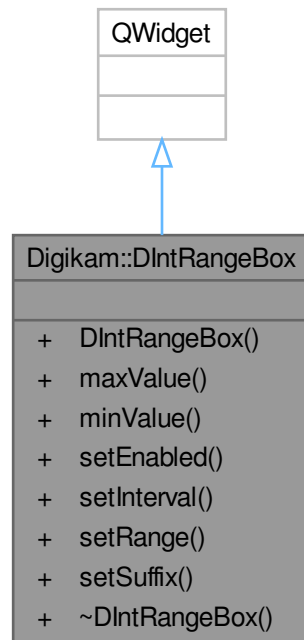 QWidget
Digikam::DIntRangeBox
+ DIntRangeBox()
+ maxValue()
+ minValue()
+ setEnabled()
+ setInterval()
+ setRange()
+ setSuffix()
+ ~DIntRangeBox()